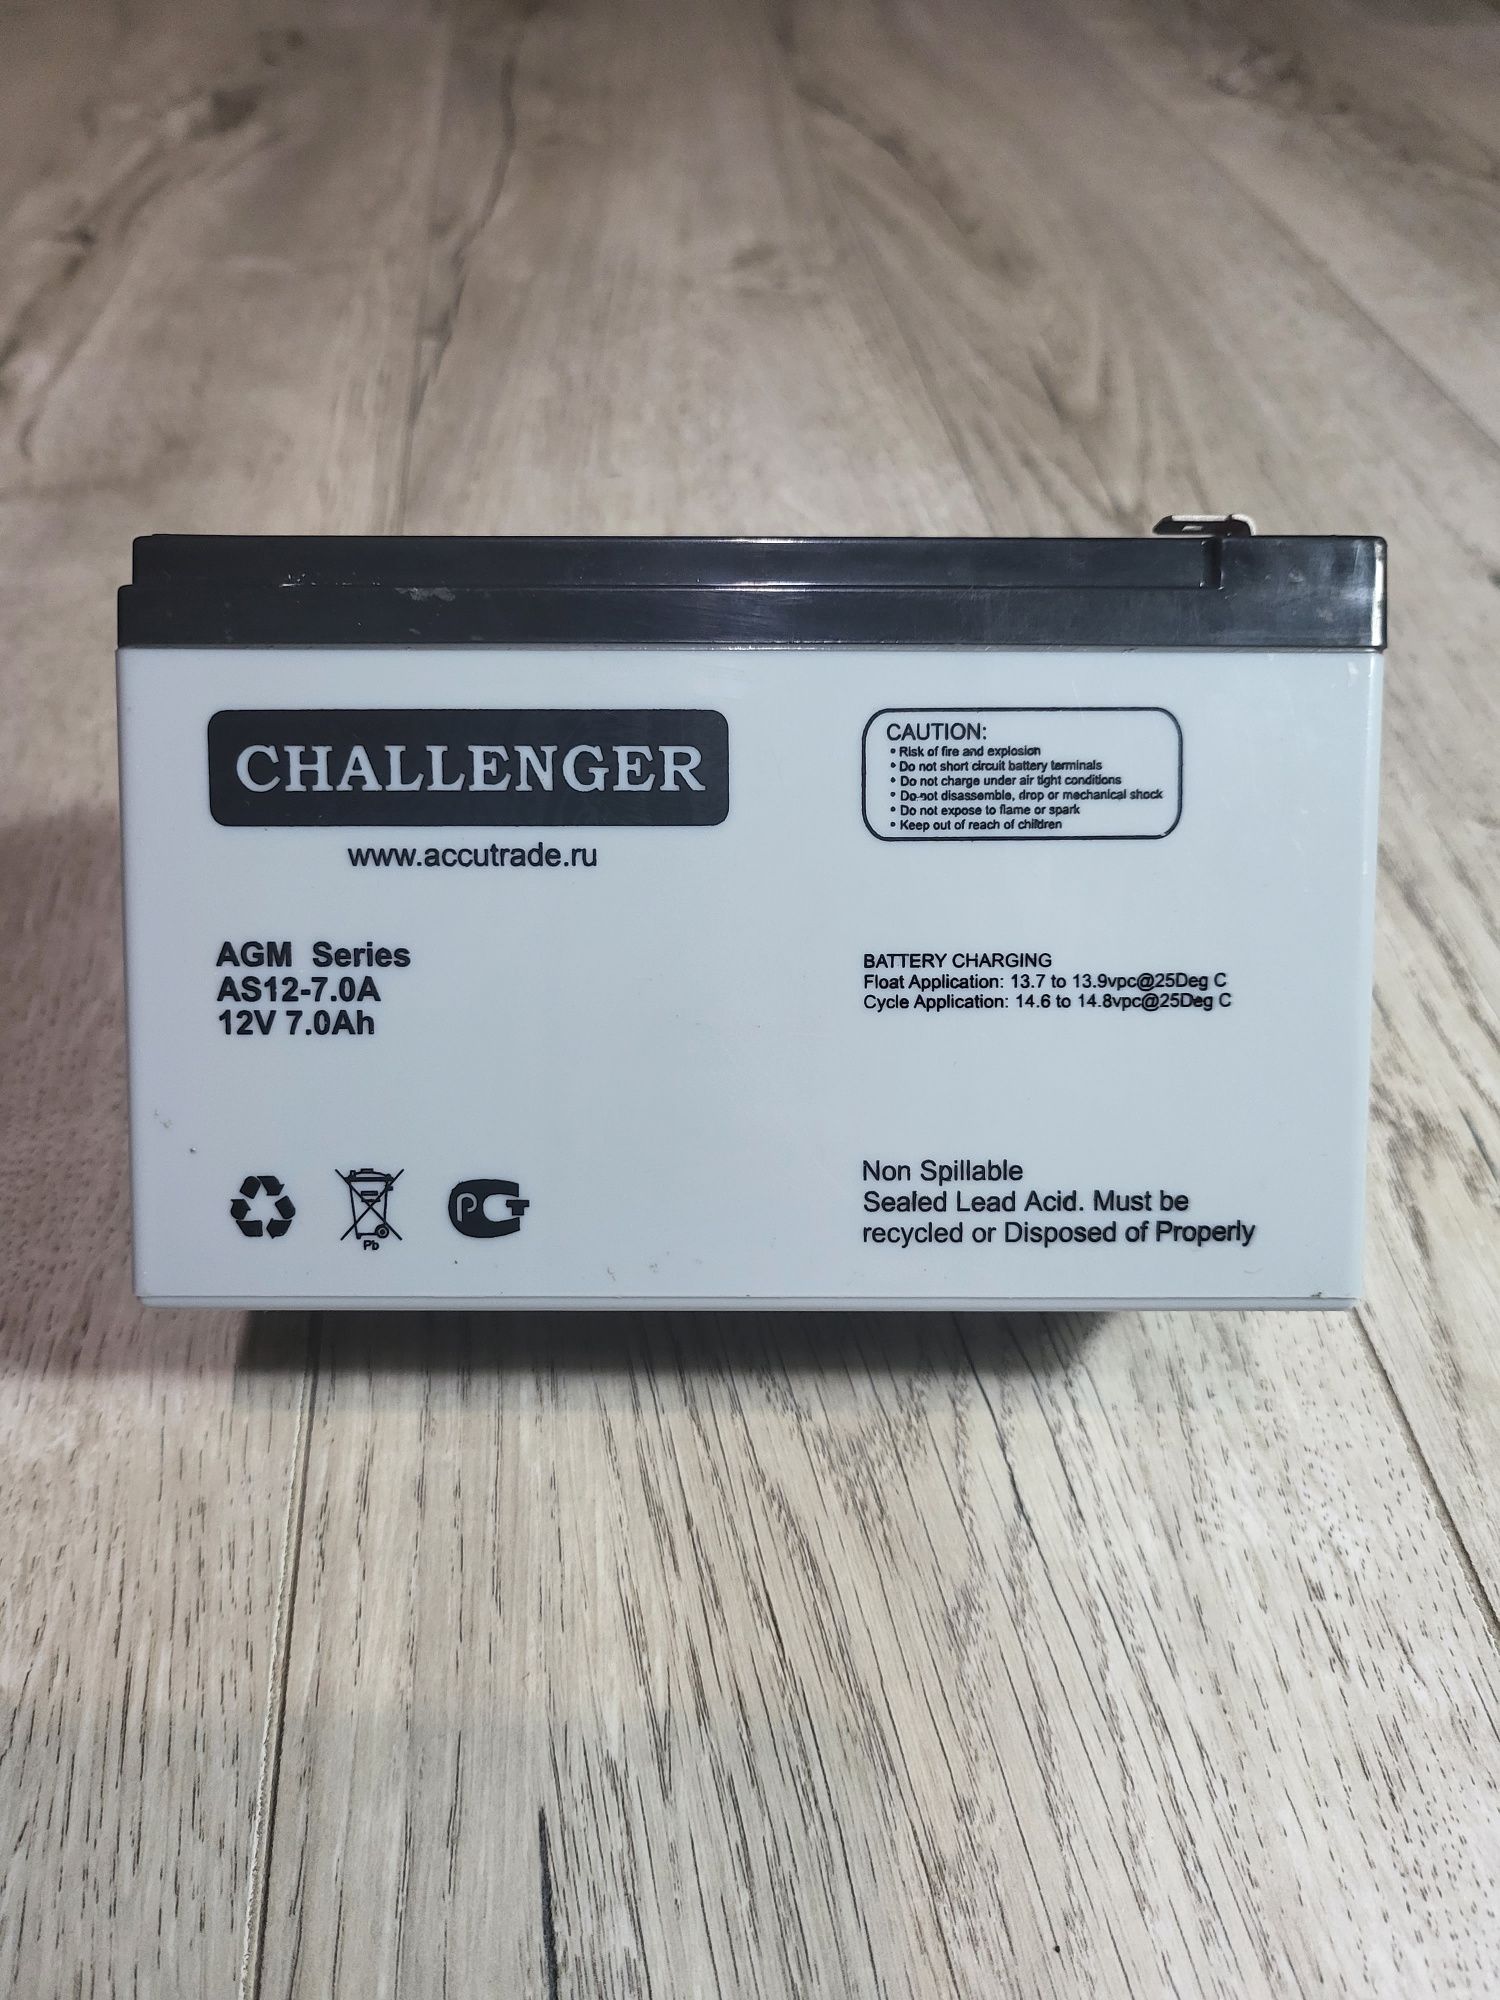 CHALLENGER
www.accutrade.ru
AGM Series
AS12-7.0A
12V 7.0Ah
Pb
РСТ
CAUTION:
• Risk of fire and explosion
• Do not short circuit battery terminals
• Do not charge under air tight conditions
• Do not disassemble, drop or mechanical shock
• Do not expose to flame or spark
• Keep out of reach of children
BATTERY CHARGING
Float Application: 13.7 to 13.9vpc@25Deg C
Cycle Application: 14.6 to 14.8vpc@25Deg C
Non Spillable
Sealed Lead Acid. Must be
recycled or Disposed of Properly